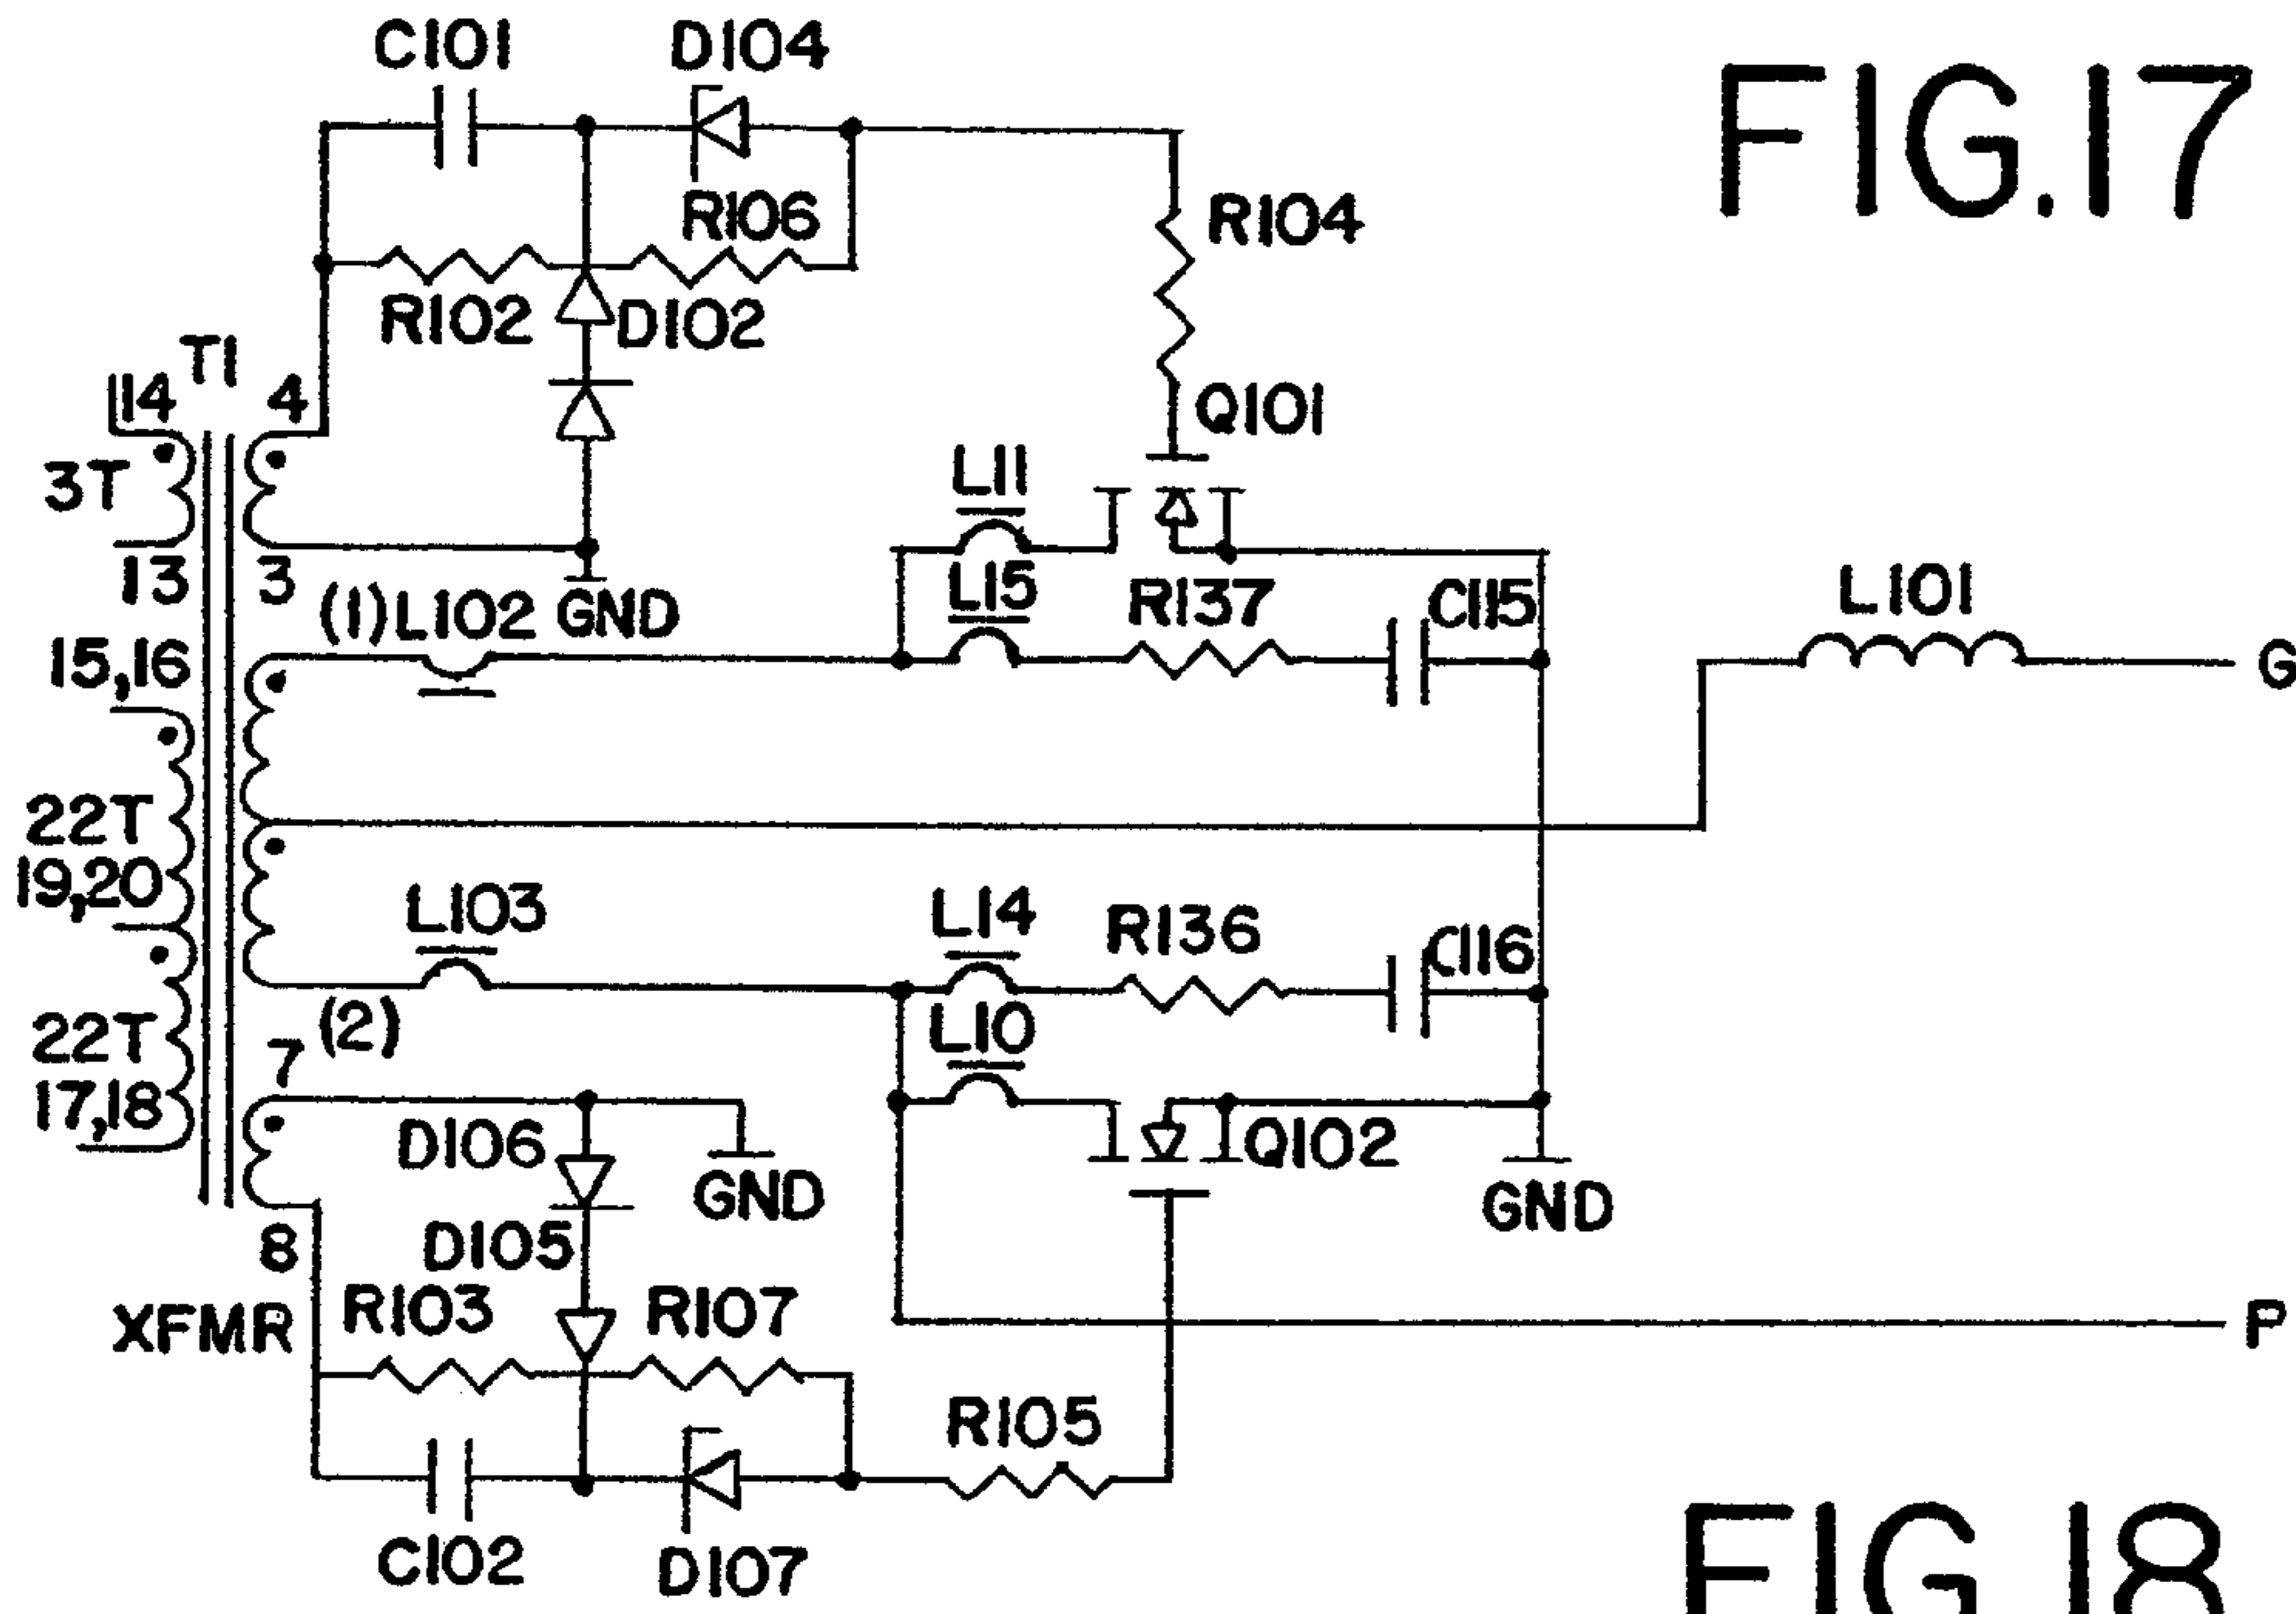 C101 D104
FIG.17
R106
R104
R102 D102
T1
14 4
Q101
3T
L11
13 3
(1) L102 GND
L15
R137 C115
L101
15,16
G
22T
19,20
L103
L14
R136 C116
22T
(2)
7
L10
17,18
D106
GND
Q102
GND
8
D105
XFMR
R103 R107
P
R105
C102 D107
FIG.18